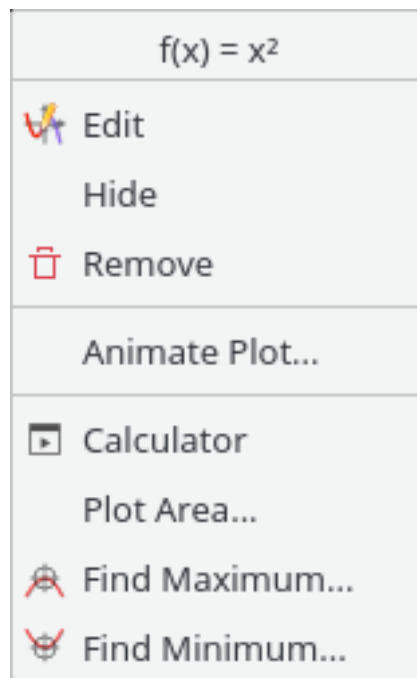 f(x) = x²
Edit
Hide
Remove
Animate Plot...
Calculator
Plot Area...
Find Maximum...
Find Minimum...